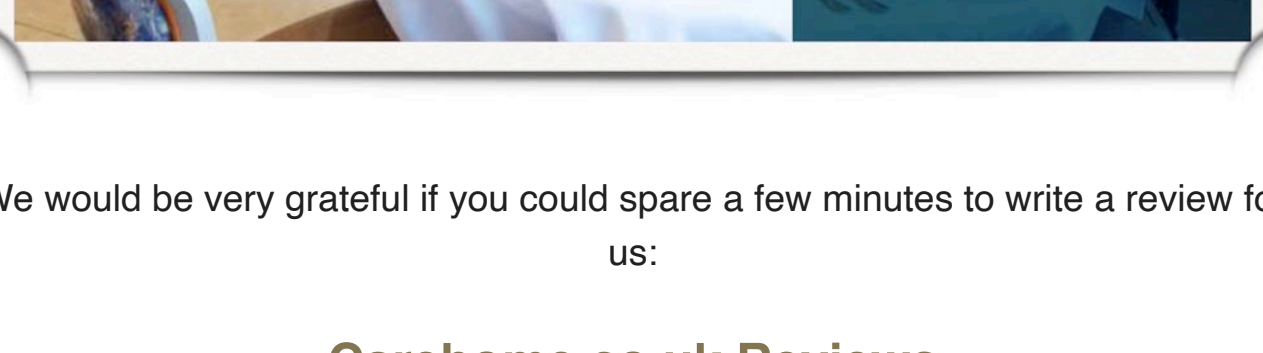 We would be very grateful if you could spare a few minutes to write a review fo
us:
Carehome.co.uk Reviews